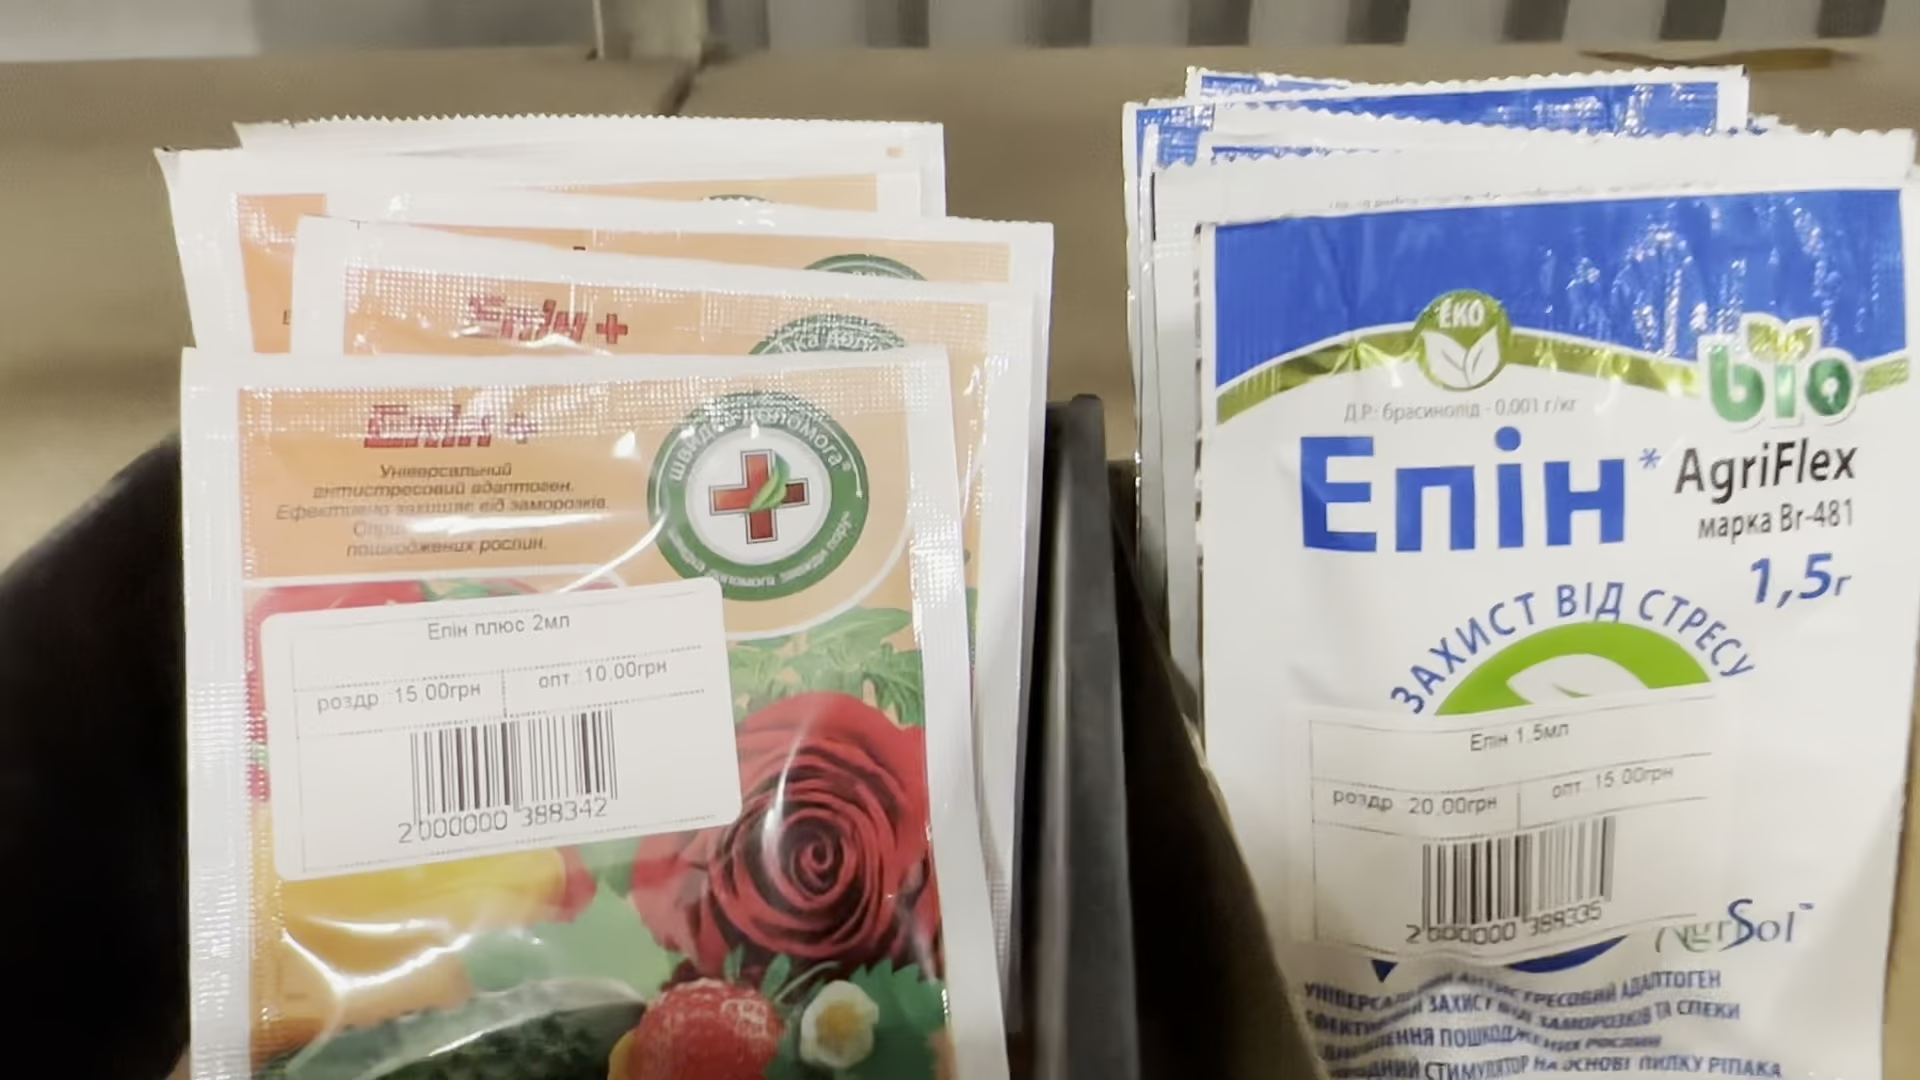 Епін +
Епін +
Універсальний
антистресовий адаптоген.
Ефективно захищає від заморозків.
пошкоджених рослин.
швидка допомога®
Епін плюс 2мл
роздр. 15.00грн
опт. 10.00грн
2000000 388342
ЕКО
bio
Д.Р.: брасинолід - 0,001 г/кг
Епін* AgriFlex
марка Br-481
1,5г
ЗАХИСТ ВІД СТРЕСУ
Епін 1.5мл
роздр. 20.00грн
опт. 15.00грн
2000000 388335
AgriSol™
УНІВЕРСАЛЬНИЙ АНТИСТРЕСОВИЙ АДАПТОГЕН
ЕФЕКТИВНИЙ ЗАХИСТ ВІД ЗАМОРОЗКІВ ТА СПЕКИ
ПОШКОДЖЕНИХ РОСЛИН
СТИМУЛЯТОР НА ОСНОВІ ПИЛКУ РІПАКА